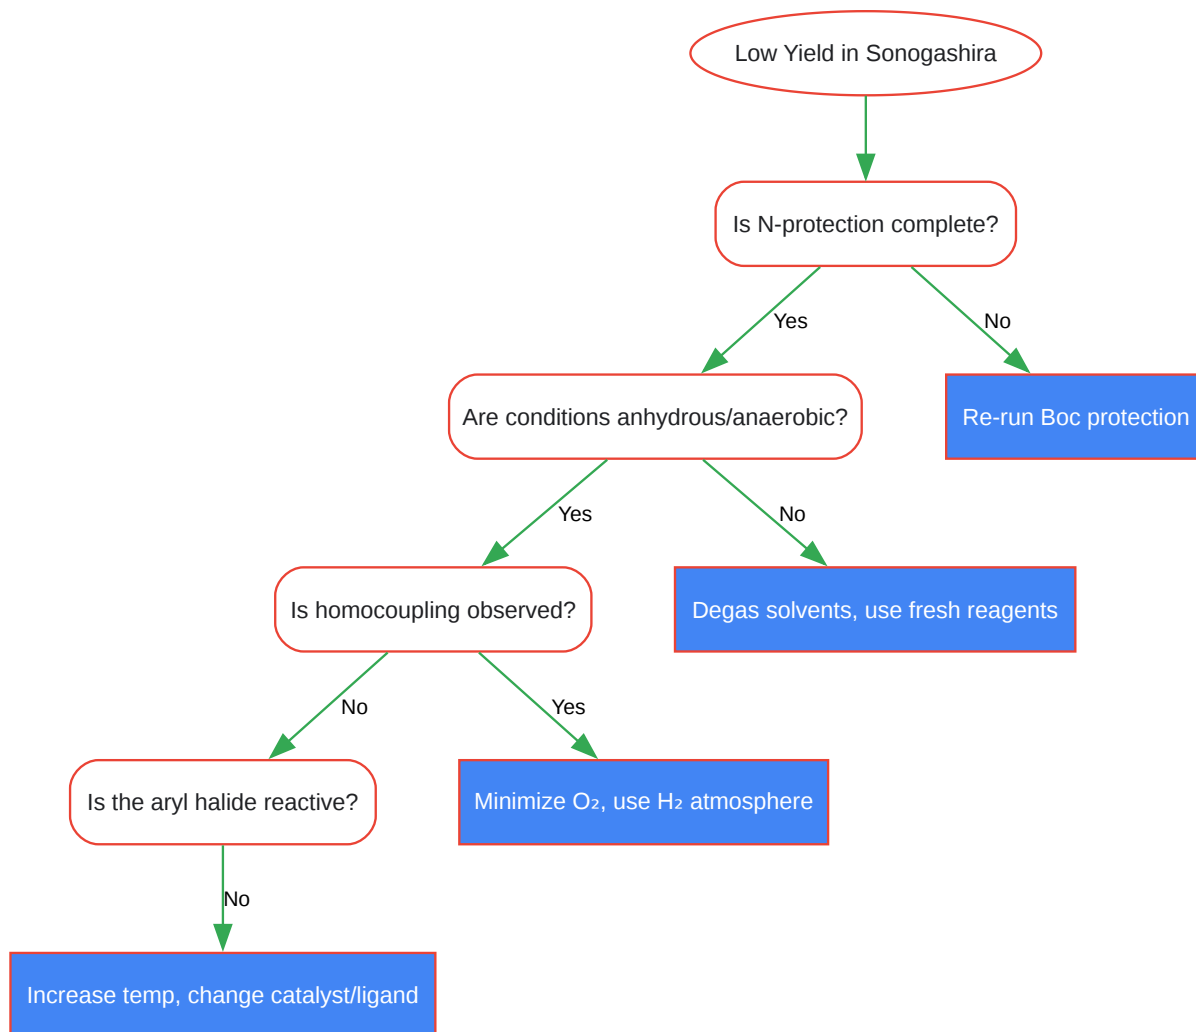 Low Yield in Sonogashira
Is N-protection complete?
Yes
No
Are conditions anhydrous/anaerobic?
Re-run Boc protection
Yes
No
Is homocoupling observed?
Degas solvents, use fresh reagents
No
Yes
Is the aryl halide reactive?
Minimize O₂, use H₂ atmosphere
No
Increase temp, change catalyst/ligand